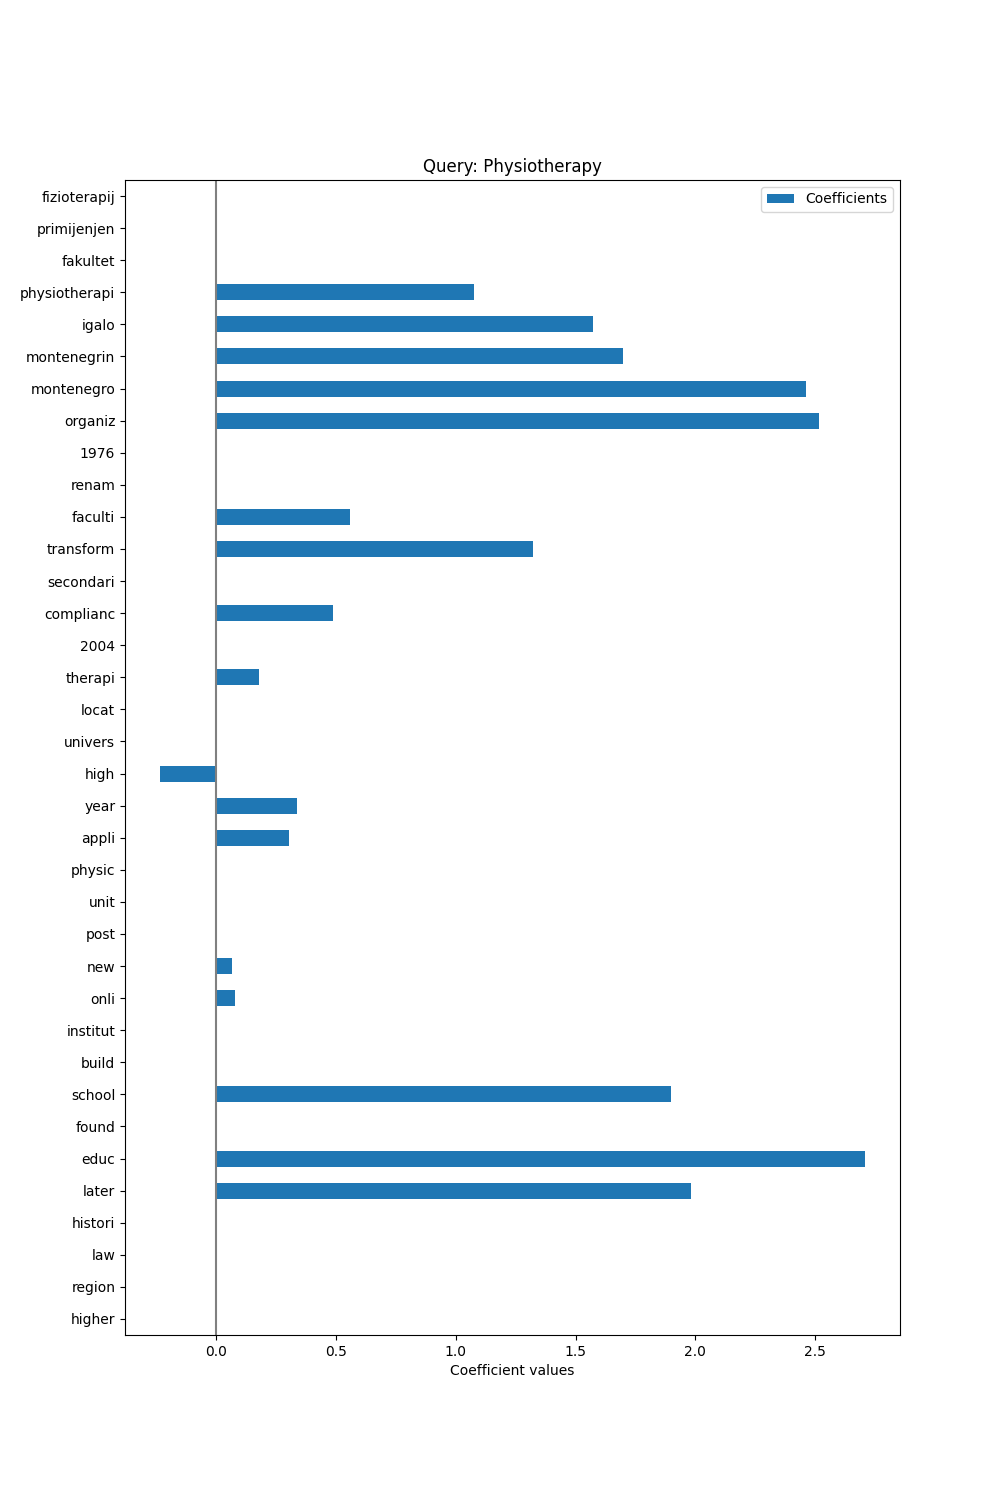 Query: Physiotherapy
Coefficients
fizioterapij
primijenjen
fakultet
physiotherapi
igalo
montenegrin
montenegro
organiz
1976
renam
faculti
transform
secondari
complianc
2004
therapi
locat
univers
high
year
appli
physic
unit
post
new
onli
institut
build
school
found
educ
later
histori
law
region
higher
0.0 0.5 1.0 1.5 2.0 2.5
Coefficient values